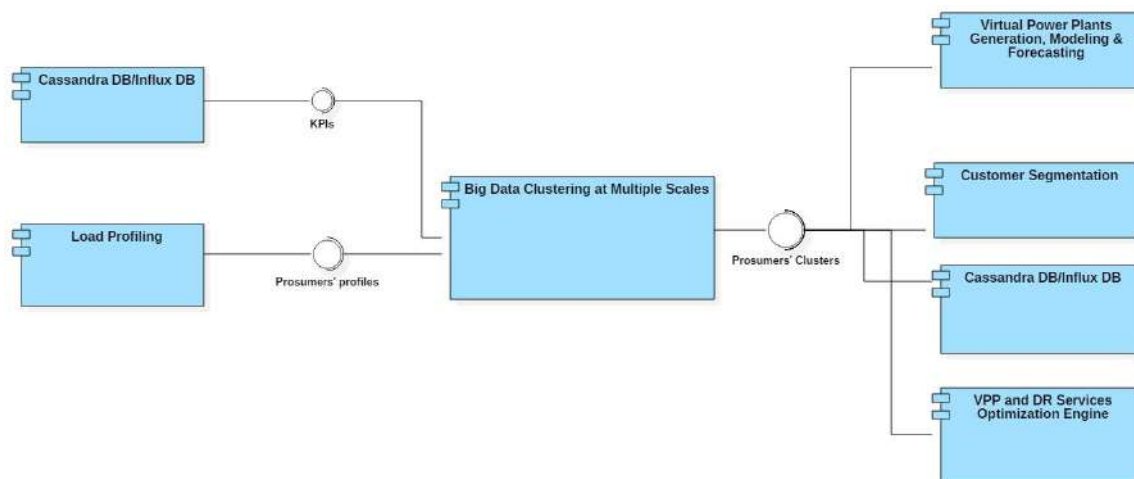 Virtual Power Plants
Generation, Modeling &
Forecasting
Cassandra DB/Influx DB
KPIs
Big Data Clustering at Multiple Scales
Customer Segmentation
Load Profiling
Prosumers' profiles
Prosumers' Clusters
Cassandra DB/Influx DB
VPP and DR Services
Optimization Engine